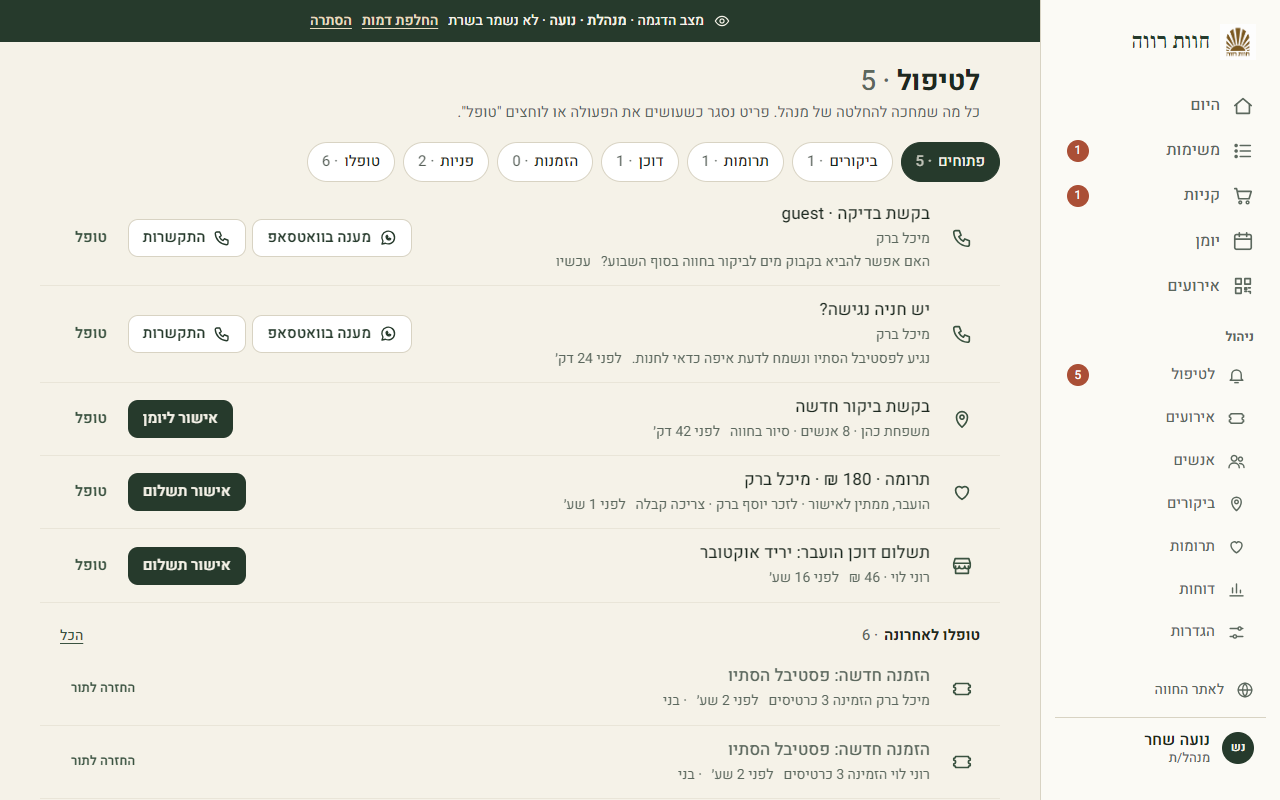 מצב הדגמה · מנהלת · נועה · לא נשמר בשרת החלפת דמות הסתרה
חוות רווה
היום
משימות 1
קניות 1
יומן
אירועים
ניהול
לטיפול 5
אירועים
אנשים
ביקורים
תרומות
דוחות
הגדרות
לאתר החווה
נש
נועה שחר
מנהל/ת
לטיפול · 5
כל מה שמחכה להחלטה של מנהל. פריט נסגר כשעושים את הפעולה או לוחצים "טופל".
פתוחים · 5
ביקורים · 1
תרומות · 1
דוכן · 1
הזמנות · 0
פניות · 2
טופלו · 6
בקשת בדיקה · guest
מיכל ברק
האם אפשר להביא בקבוק מים לביקור בחווה בסוף השבוע? עכשיו
מענה בוואטסאפ
התקשרות
טופל
יש חניה נגישה?
מיכל ברק
נגיע לפסטיבל הסתיו ונשמח לדעת איפה כדאי לחנות. לפני 24 דק׳
מענה בוואטסאפ
התקשרות
טופל
בקשת ביקור חדשה
משפחת כהן · 8 אנשים · סיור בחווה לפני 42 דק׳
אישור ליומן
טופל
תרומה · 180 ₪ · מיכל ברק
הועבר, ממתין לאישור · לזכר יוסף ברק · צריכה קבלה לפני 1 שע׳
אישור תשלום
טופל
תשלום דוכן הועבר: יריד אוקטובר
רוני לוי · 46 ₪ לפני 16 שע׳
אישור תשלום
טופל
טופלו לאחרונה · 6
הכל
הזמנה חדשה: פסטיבל הסתיו
מיכל ברק הזמינה 3 כרטיסים לפני 2 שע׳ · בני
החזרה לתור
הזמנה חדשה: פסטיבל הסתיו
רוני לוי הזמינה 3 כרטיסים לפני 2 שע׳ · בני
החזרה לתור